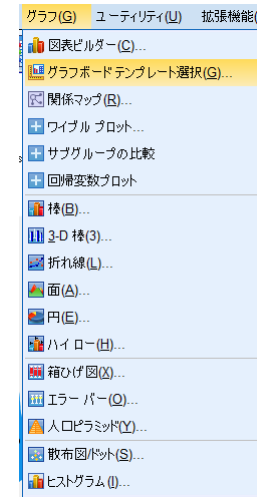 グラフ(G) ユーティリティ(U) 拡張機能(
図表ビルダー(C)...
グラフボード テンプレート選択(G)...
関係マップ(R)...
ワイブル プロット...
サブグループの比較
回帰変数プロット
棒(B)...
3-D 棒(3)...
折れ線(L)...
面(A)...
円(E)...
ハイ ロー(H)...
箱ひげ図(X)...
エラー バー(O)...
人口ピラミッド(Y)...
散布図/ドット(S)...
ヒストグラム(I)...